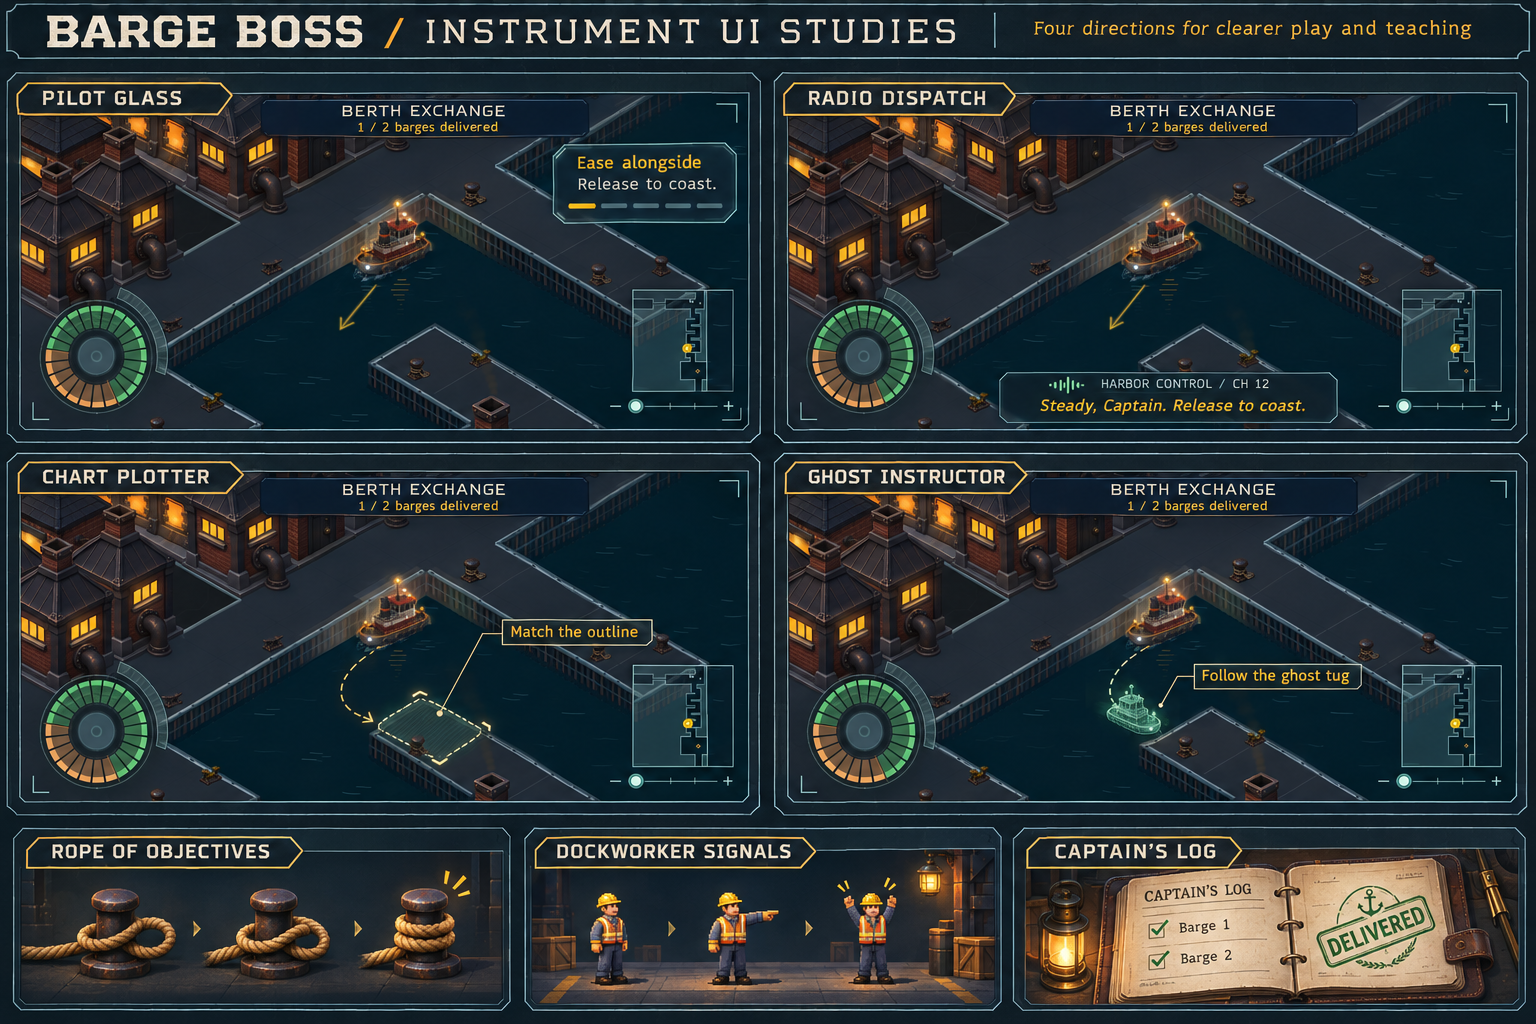 BARGE BOSS / INSTRUMENT UI STUDIES
Four directions for clearer play and teaching
PILOT GLASS
BERTH EXCHANGE
1 / 2 barges delivered
Ease alongside
Release to coast.
− +
RADIO DISPATCH
BERTH EXCHANGE
1 / 2 barges delivered
HARBOR CONTROL / CH 12
Steady, Captain. Release to coast.
− +
CHART PLOTTER
BERTH EXCHANGE
1 / 2 barges delivered
Match the outline
− +
GHOST INSTRUCTOR
BERTH EXCHANGE
1 / 2 barges delivered
Follow the ghost tug
− +
ROPE OF OBJECTIVES
DOCKWORKER SIGNALS
CAPTAIN'S LOG
CAPTAIN'S LOG
Barge 1
Barge 2
DELIVERED